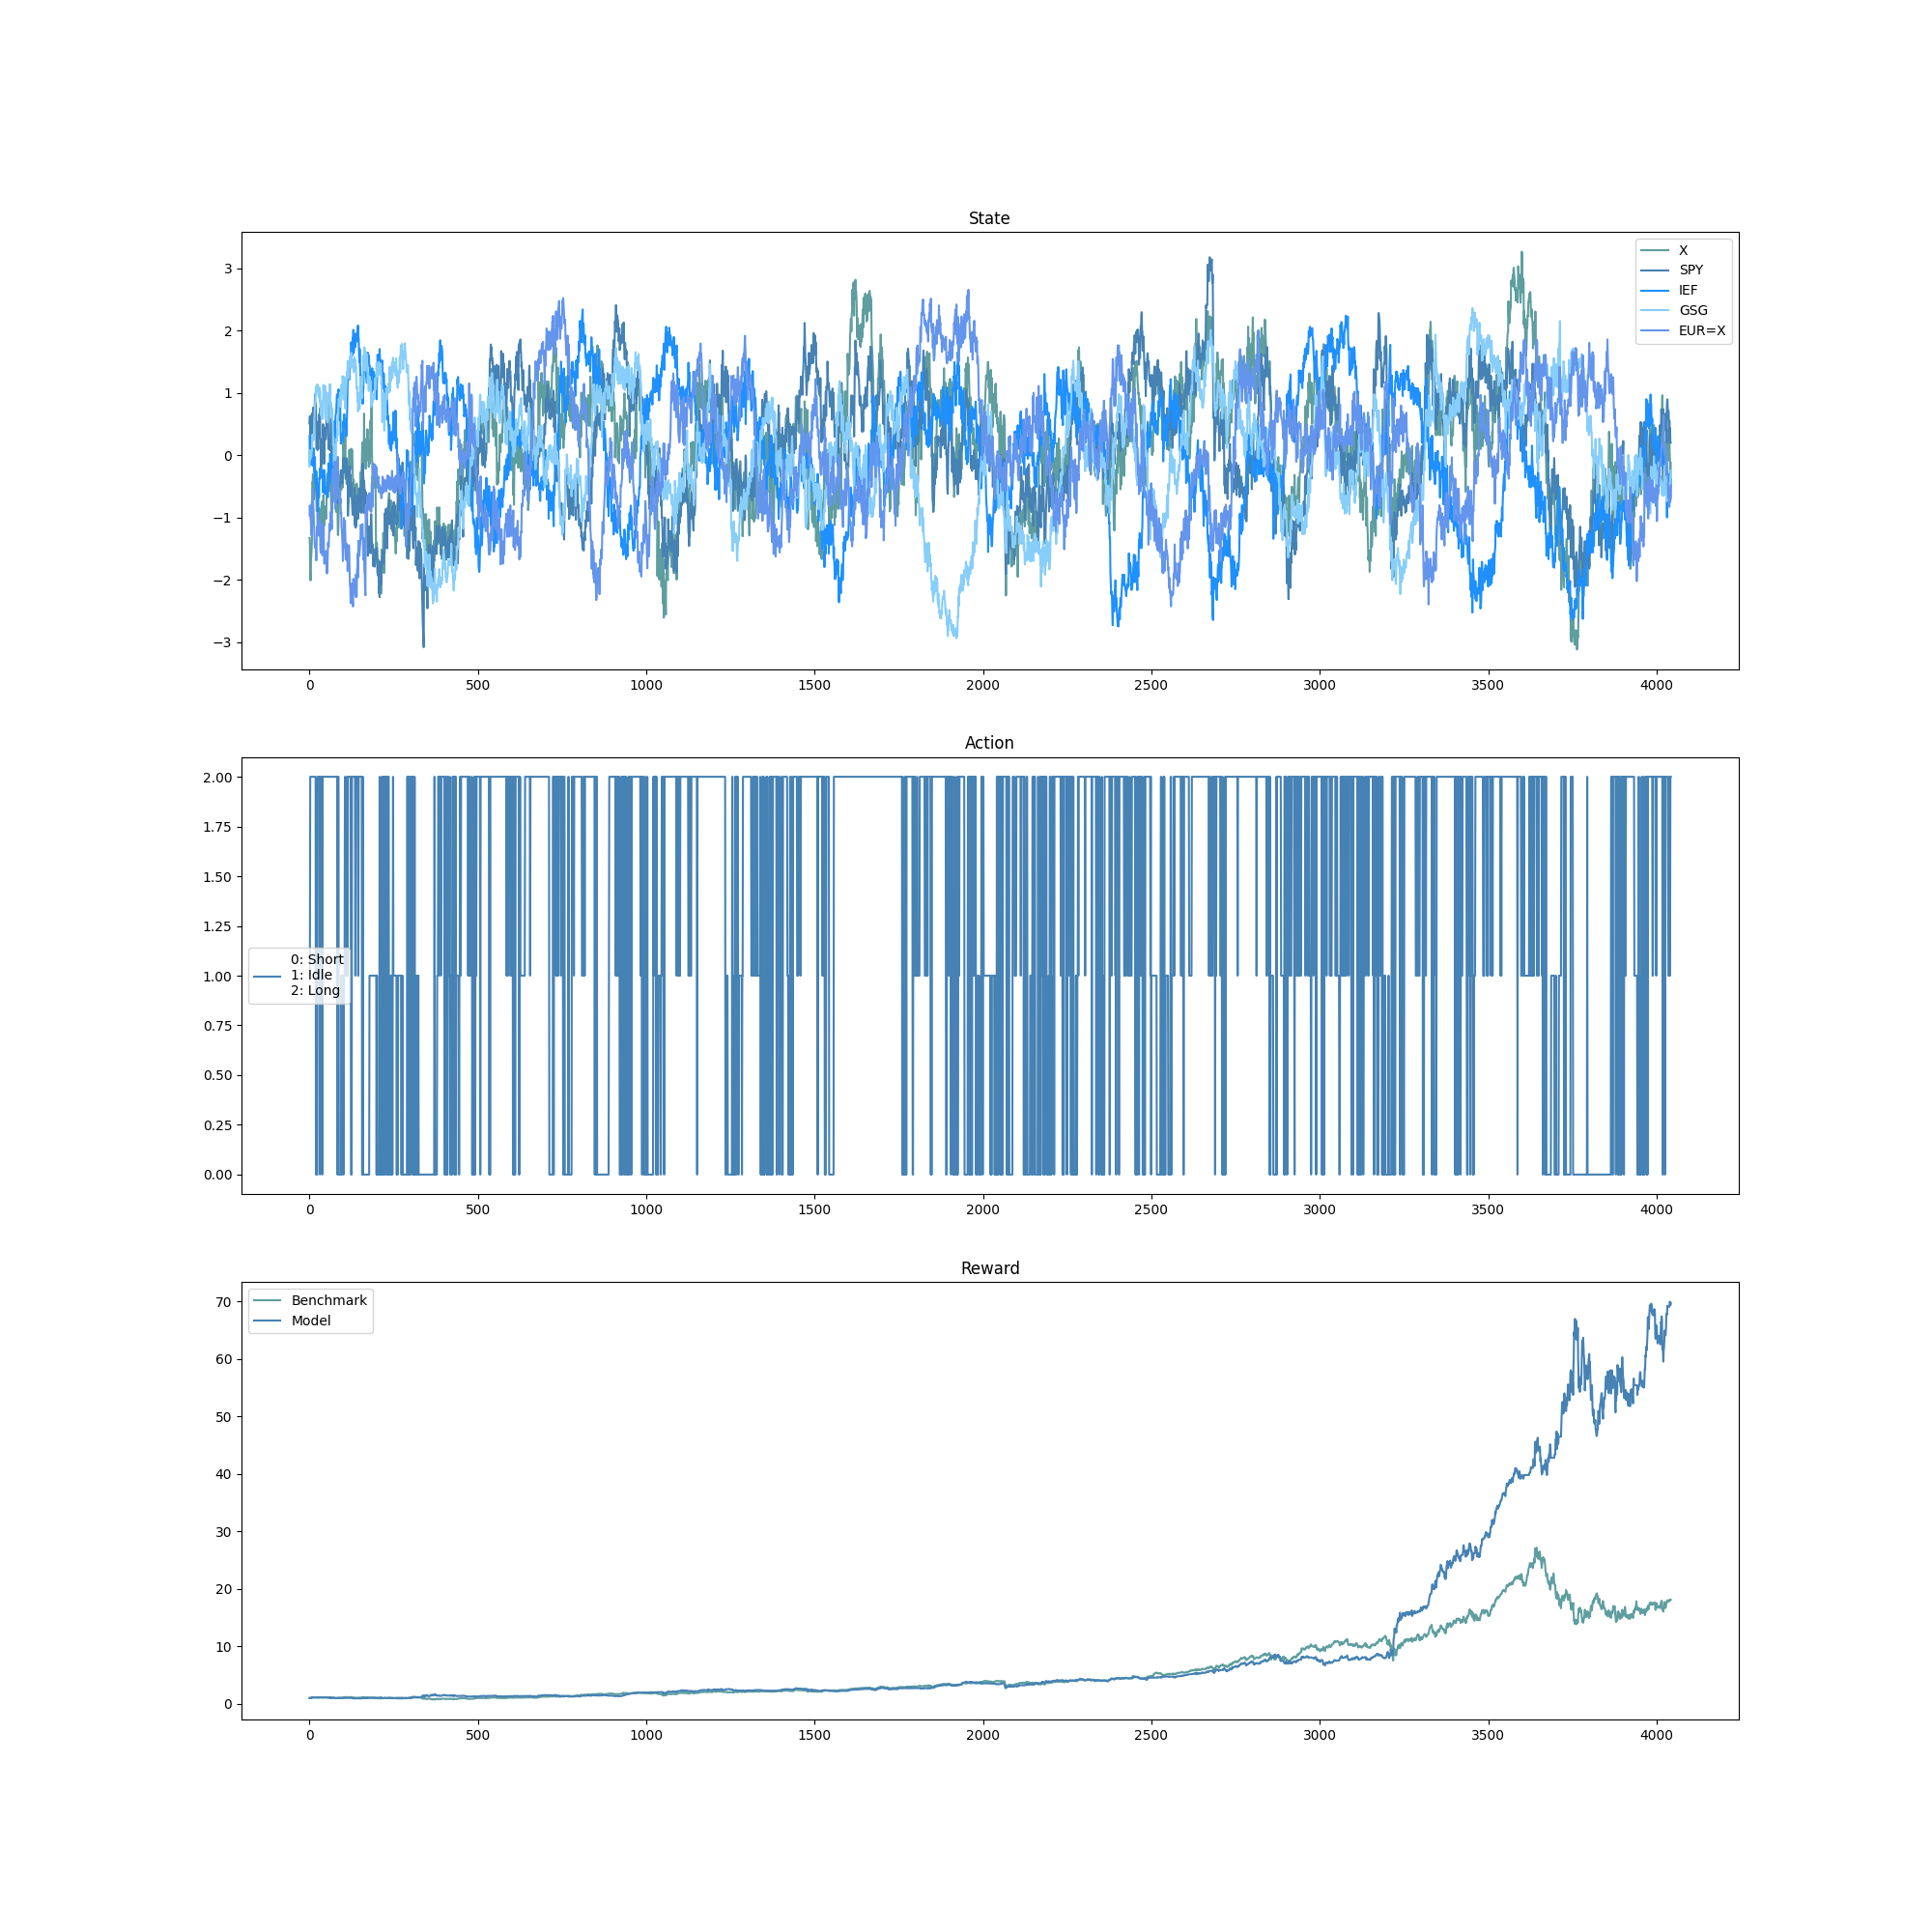 State
3
2
1
0
−1
−2
−3
X
SPY
IEF
GSG
EUR=X
0 500 1000 1500 2000 2500 3000 3500 4000
Action
2.00
1.75
1.50
1.25
1.00
0.75
0.50
0.25
0.00
0: Short
1: Idle
2: Long
0 500 1000 1500 2000 2500 3000 3500 4000
Reward
70
60
50
40
30
20
10
0
Benchmark
Model
0 500 1000 1500 2000 2500 3000 3500 4000